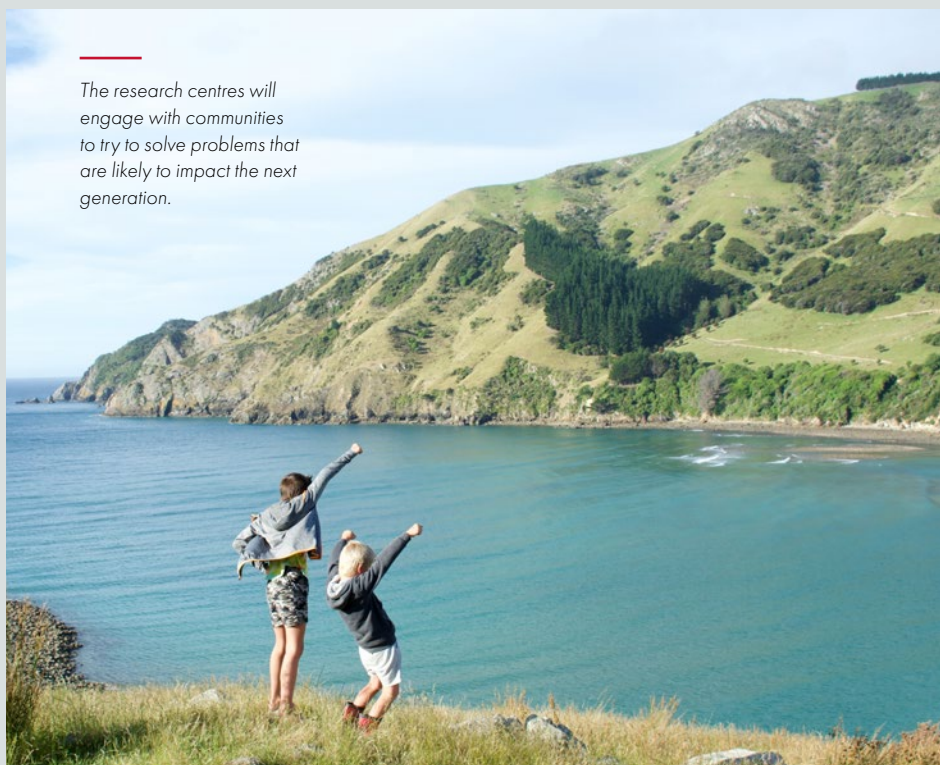 The research centres will
engage with communities
to try to solve problems that
are likely to impact the next
generation.